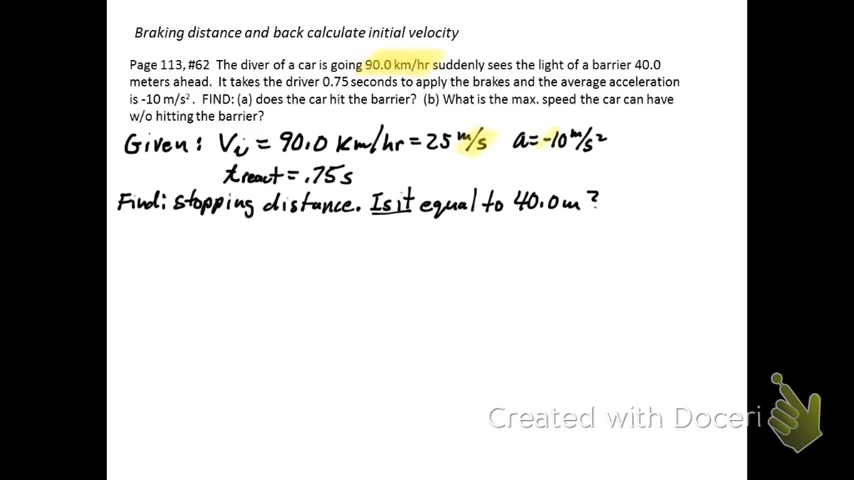 Braking distance and back calculate initial velocity
Page 113, #62 The diver of a car is going 90.0 km/hr suddenly sees the light of a barrier 40.0
meters ahead. It takes the driver 0.75 seconds to apply the brakes and the average acceleration
is -10 m/s². FIND: (a) does the car hit the barrier? (b) What is the max. speed the car can have
w/o hitting the barrier?
Given: Vi = 90.0 Km/hr = 25 m/s a = -10 m/s²
treact = .75 s
Find: stopping distance. Is it equal to 40.0 m?
Created with Doceri